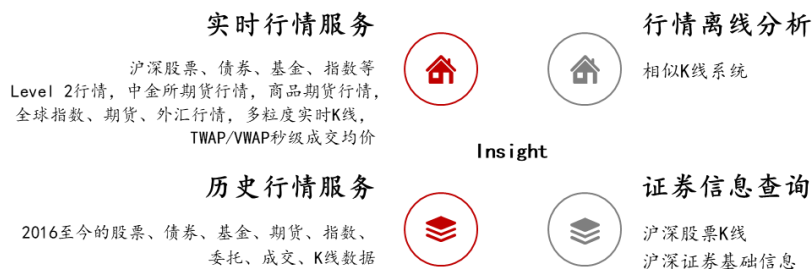 实时行情服务
沪深股票、债券、基金、指数等
Level 2行情, 中金所期货行情, 商品期货行情,
全球指数、期货、外汇行情, 多粒度实时K线,
TWAP/VWAP秒级成交均价
行情离线分析
相似K线系统
Insight
历史行情服务
2016至今的股票、债券、基金、期货、指数、
委托、成交、K线数据
证券信息查询
沪深股票K线
沪深证券基础信息